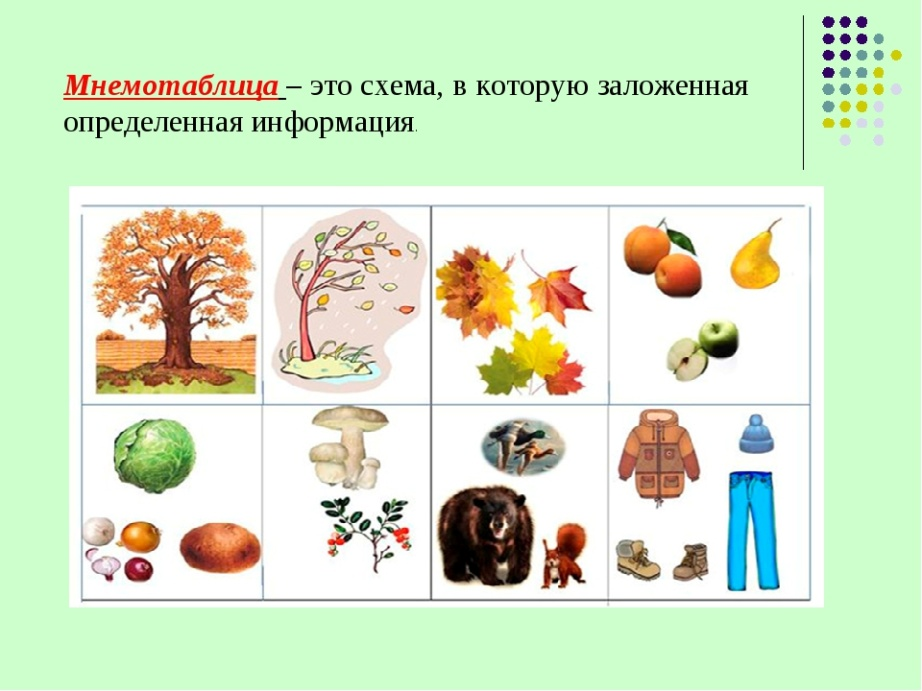 Мнемотаблица – это схема, в которую заложенная
определенная информация.